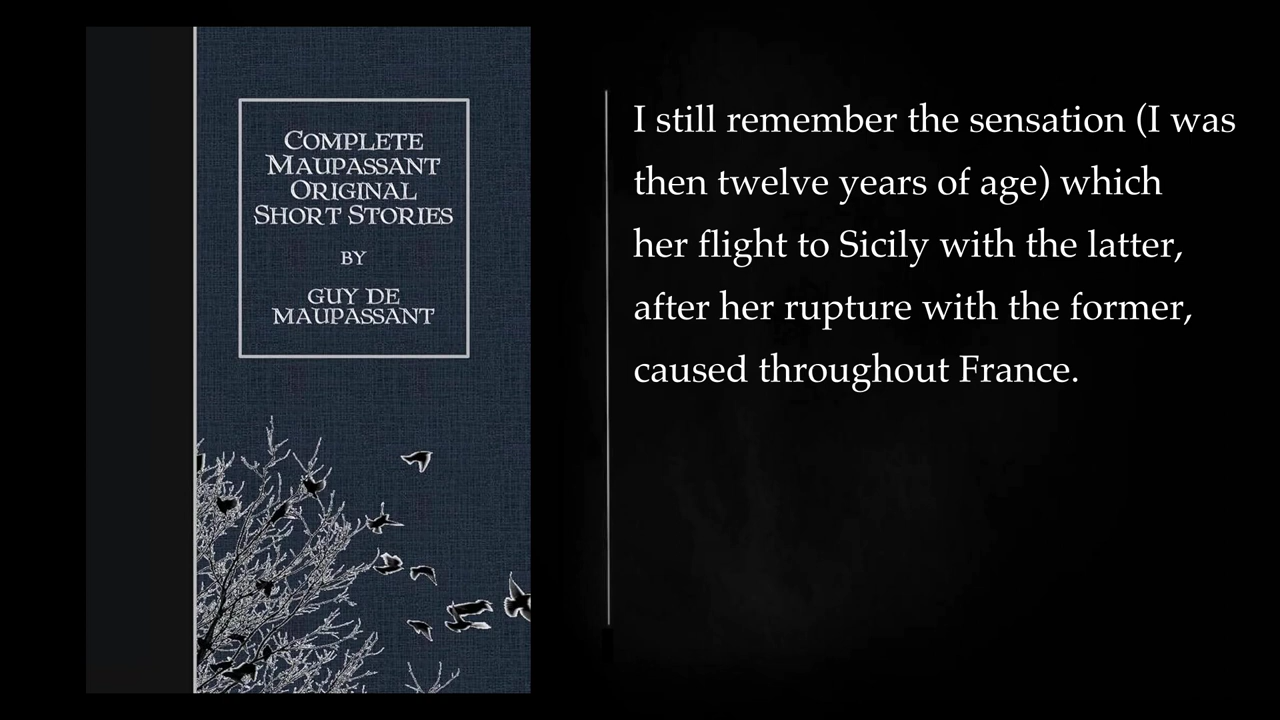 COMPLETE
MAUPASSANT
ORIGINAL
SHORT STORIES
BY
GUY DE
MAUPASSANT
I still remember the sensation (I was
then twelve years of age) which
her flight to Sicily with the latter,
after her rupture with the former,
caused throughout France.